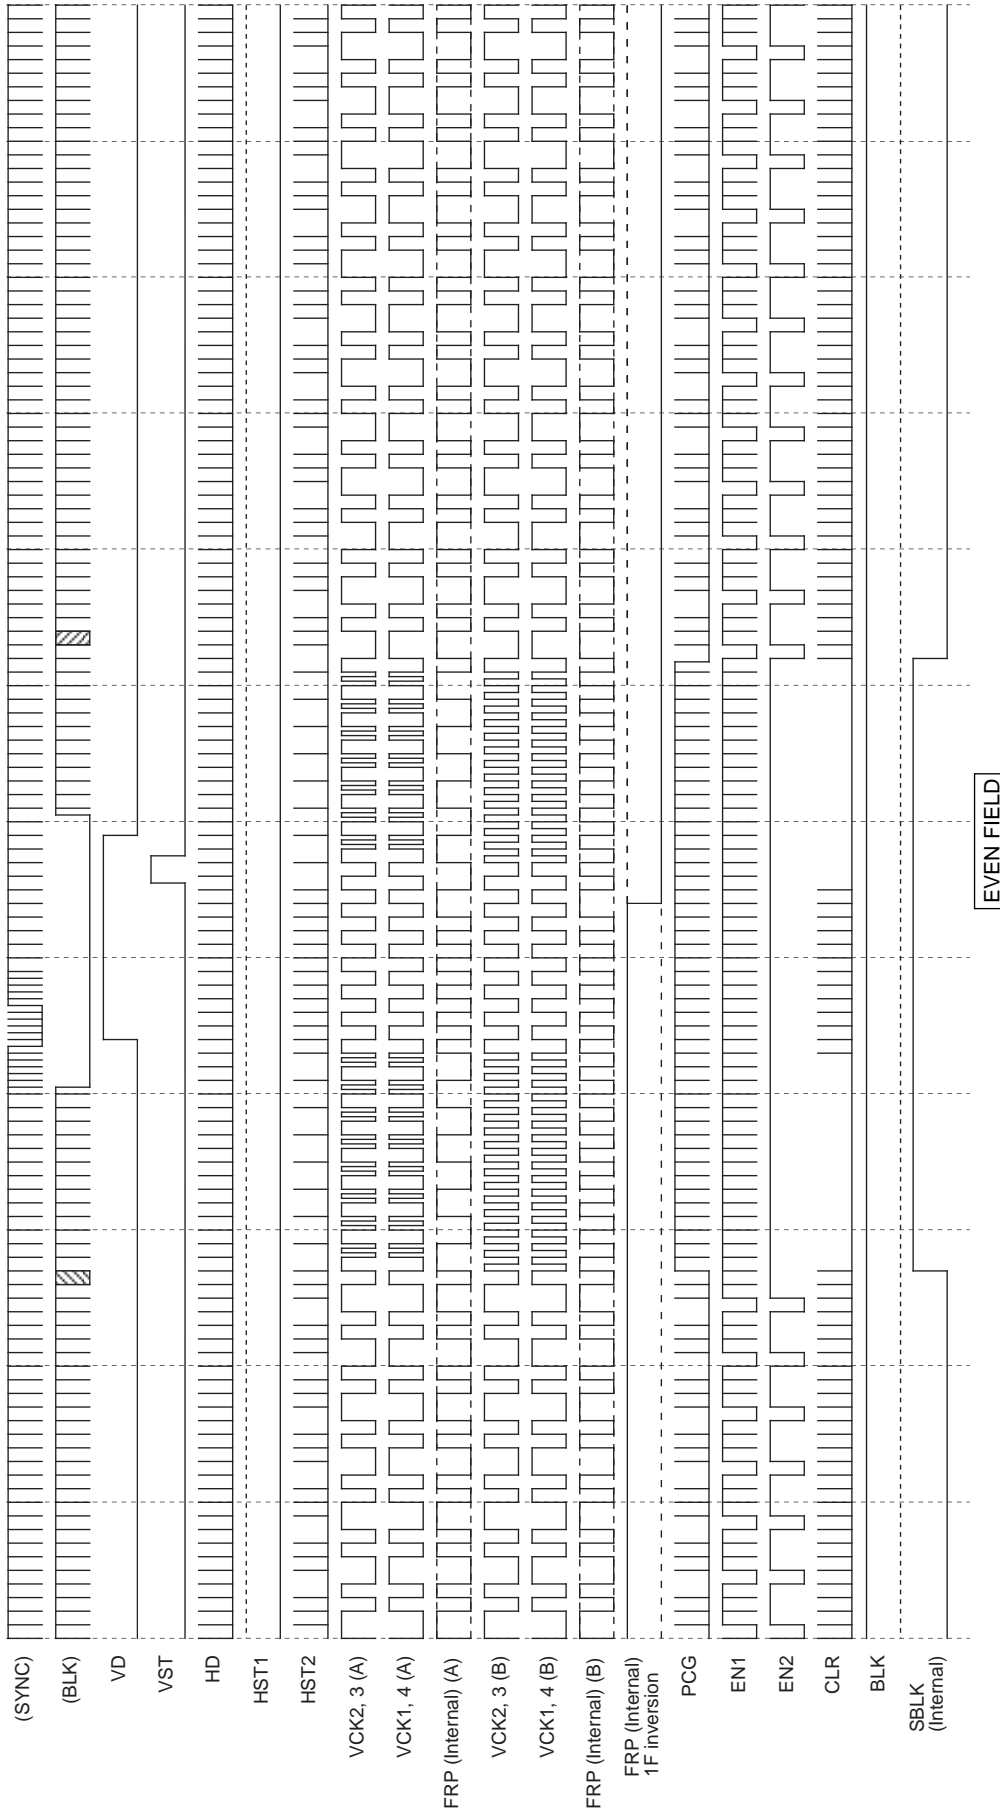 (SYNC)
(BLK)
VD
VST
HD
HST1
HST2
VCK2, 3 (A)
VCK1, 4 (A)
FRP (Internal) (A)
VCK2, 3 (B)
VCK1, 4 (B)
FRP (Internal) (B)
FRP (Internal)
1F inversion
PCG
EN1
EN2
CLR
BLK
SBLK
(Internal)
EVEN FIELD